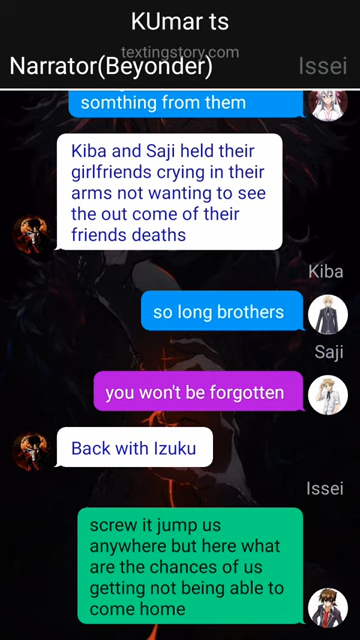 KUmar ts
textingstory.com
Narrator(Beyonder) Issei
somthing from them
Kiba and Saji held their
girlfriends crying in their
arms not wanting to see
the out come of their
friends deaths
Kiba
so long brothers
Saji
you won't be forgotten
Back with Izuku
Issei
screw it jump us
anywhere but here what
are the chances of us
getting not being able to
come home